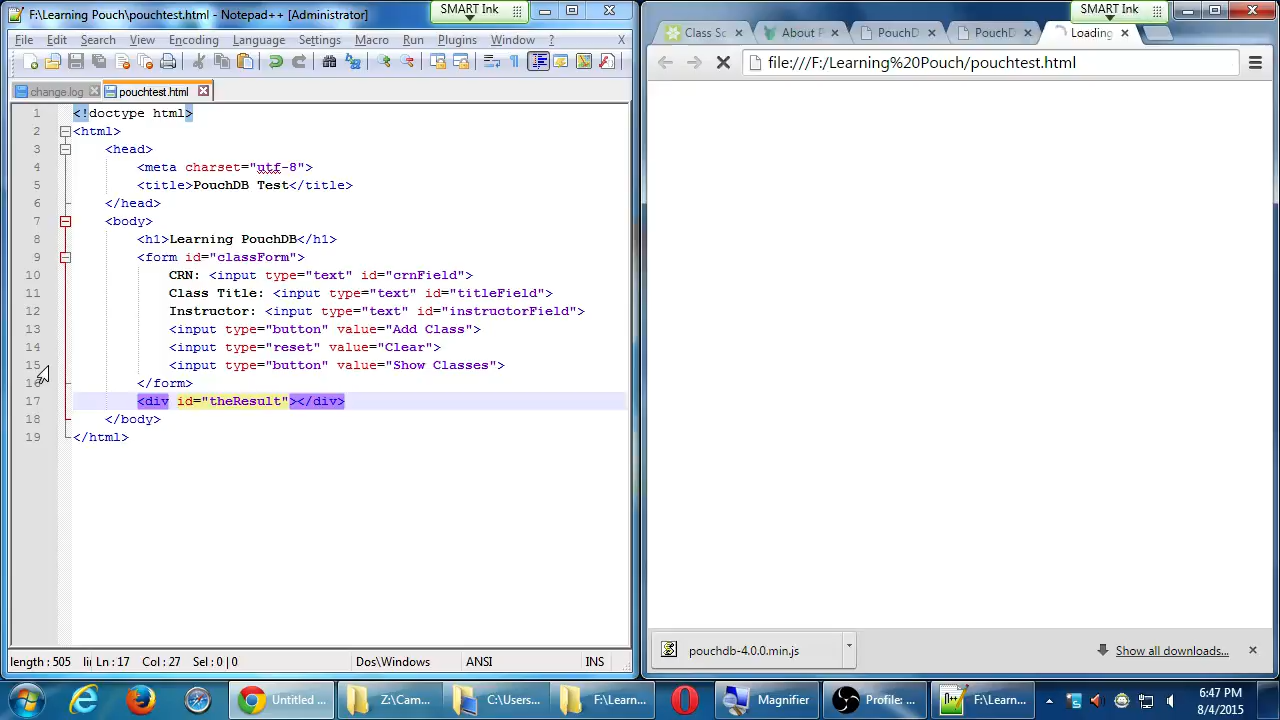 F:\Learning Pouch\pouchtest.html - Notepad++ [Administrator]
SMART Ink
File Edit Search View Encoding Language Settings Macro Run Plugins Window ? X
change.log pouchtest.html
1 <!doctype html>
2 <html>
3 <head>
4 <meta charset="utf-8">
5 <title>PouchDB Test</title>
6 </head>
7 <body>
8 <h1>Learning PouchDB</h1>
9 <form id="classForm">
10 CRN: <input type="text" id="crnField">
11 Class Title: <input type="text" id="titleField">
12 Instructor: <input type="text" id="instructorField">
13 <input type="button" value="Add Class">
14 <input type="reset" value="Clear">
15 <input type="button" value="Show Classes">
16 </form>
17 <div id="theResult"></div>
18 </body>
19 </html>
length : 505 li Ln : 17 Col : 27 Sel : 0 | 0 Dos\Windows ANSI INS
SMART Ink
Class Sc About P PouchD PouchD Loading
file:///F:/Learning%20Pouch/pouchtest.html
pouchdb-4.0.0.min.js Show all downloads...
Untitled Z:\Cam... C:\Users... F:\Learn... Magnifier Profile: ... F:\Learn...
6:47 PM
8/4/2015